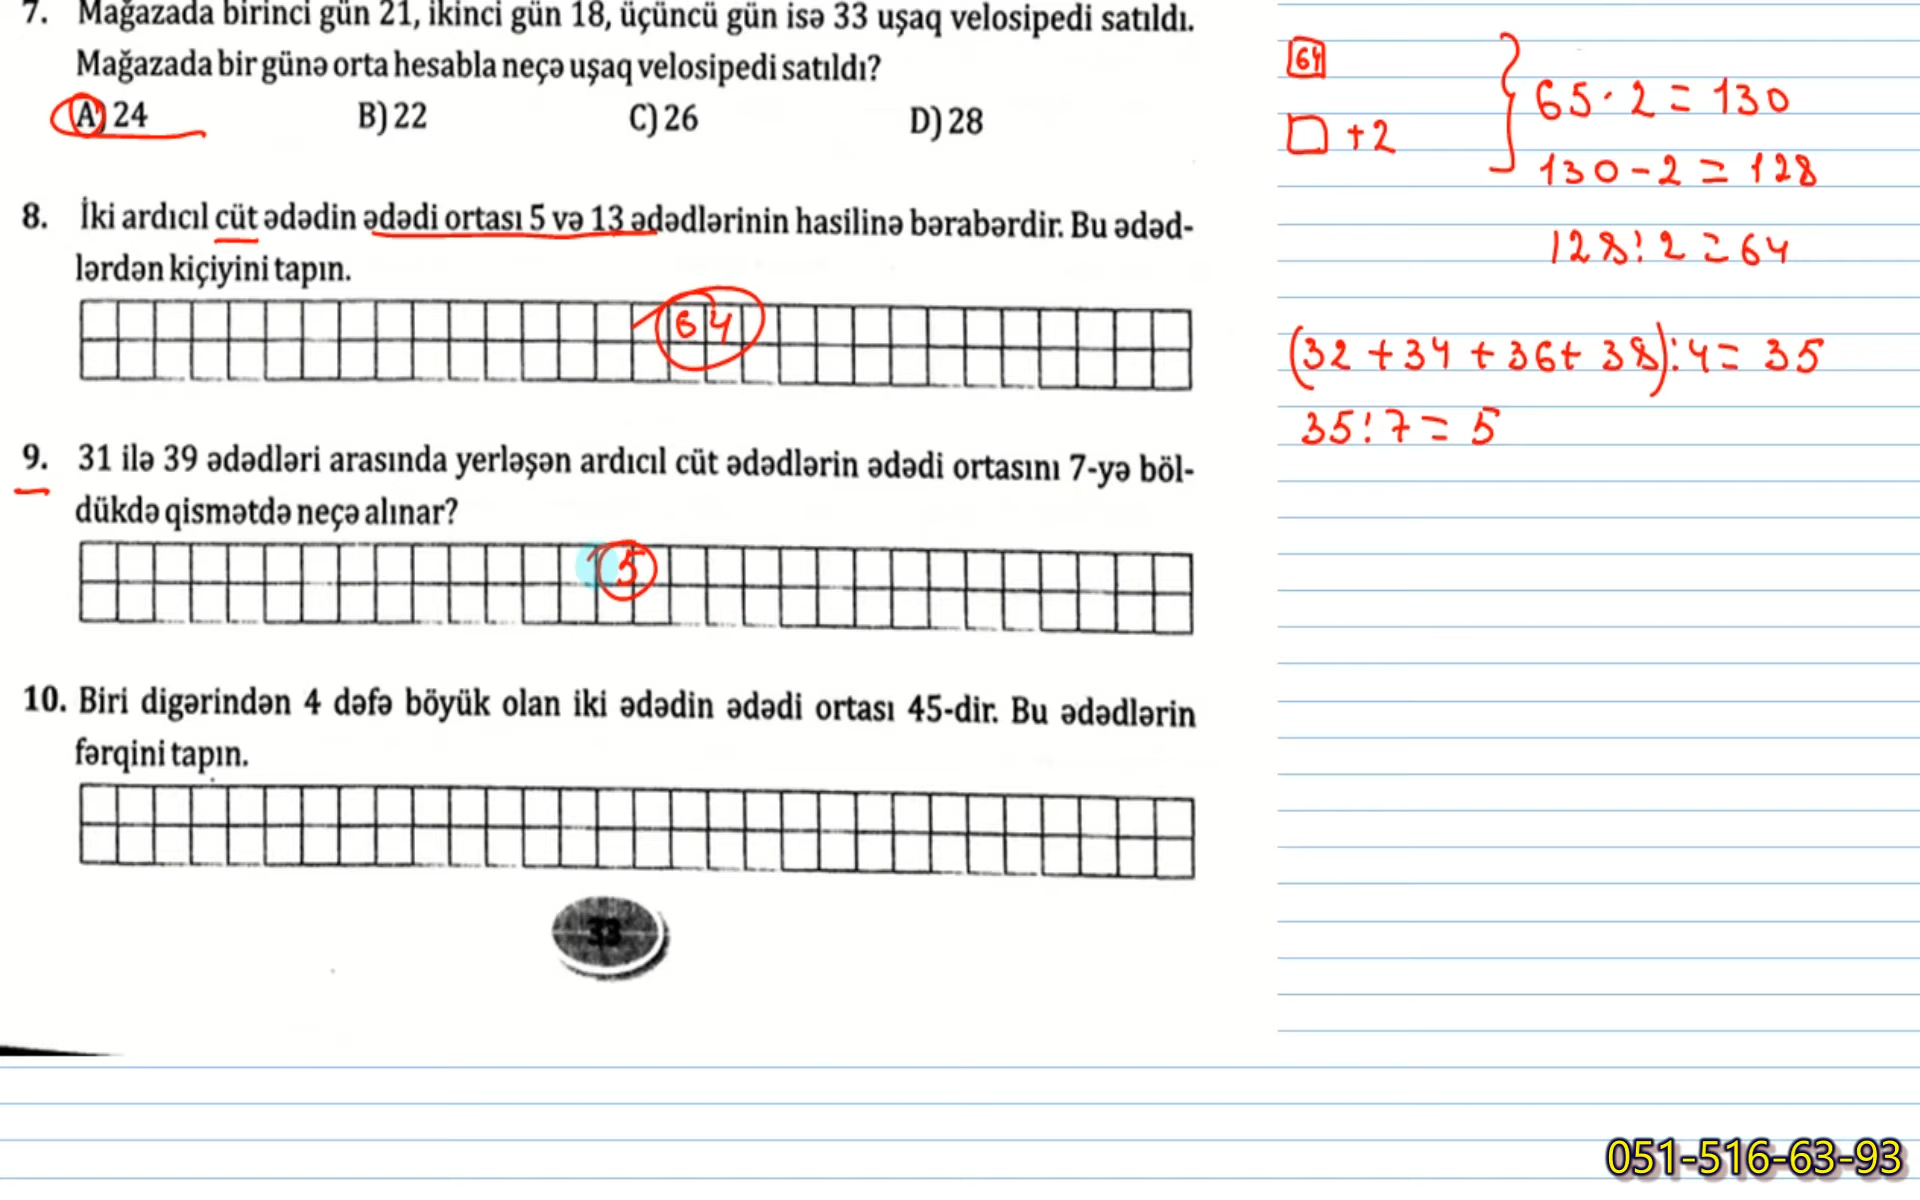 7. Mağazada birinci gün 21, ikinci gün 18, üçüncü gün isə 33 uşaq velosipedi satıldı.
Mağazada bir günə orta hesabla neçə uşaq velosipedi satıldı?
A) 24 B) 22 C) 26 D) 28
8. İki ardıcıl cüt ədədin ədədi ortası 5 və 13 ədədlərinin hasilinə bərabərdir. Bu ədəd-
lərdən kiçiyini tapın.
64
9. 31 ilə 39 ədədləri arasında yerləşən ardıcıl cüt ədədlərin ədədi ortasını 7-yə böl-
dükdə qismətdə neçə alınar?
5
10. Biri digərindən 4 dəfə böyük olan iki ədədin ədədi ortası 45-dir. Bu ədədlərin
fərqini tapın.
33
64
□ +2
65 · 2 = 130
130 - 2 = 128
128 : 2 = 64
(32 + 34 + 36 + 38) : 4 = 35
35 : 7 = 5
051-516-63-93